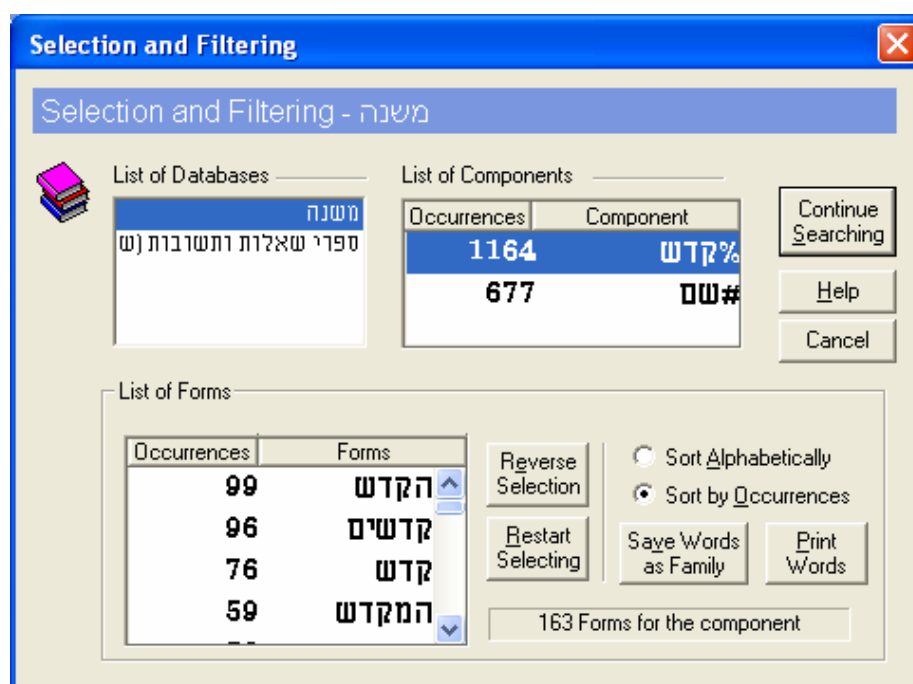 Selection and Filtering
Selection and Filtering - משנה
List of Databases
משנה
ספרי שאלות ותשובות (ש
List of Components
Occurrences Component
1164 %קדש
677 #שם
Continue Searching
Help
Cancel
List of Forms
Occurrences Forms
99 הקדש
96 קדשים
76 קדש
59 המקדש
Reverse Selection
Restart Selecting
Sort Alphabetically
Sort by Occurrences
Save Words as Family
Print Words
163 Forms for the component